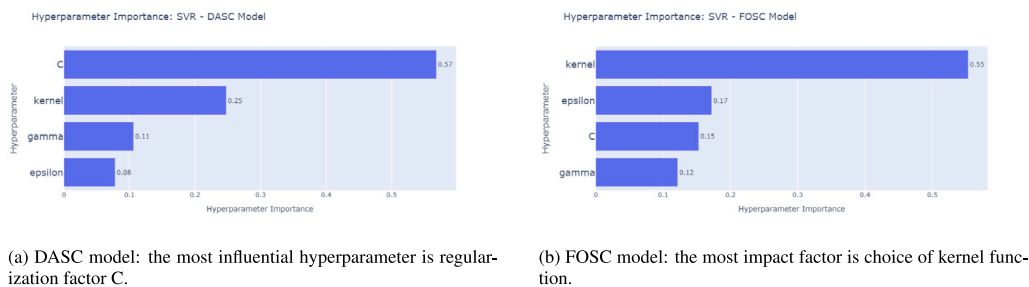 Hyperparameter Importance: SVR - DASC Model
Hyperparameter
C
0.57
kernel
0.25
gamma
0.11
epsilon
0.08
0 0.1 0.2 0.3 0.4 0.5
Hyperparameter Importance
(a) DASC model: the most influential hyperparameter is regular-
ization factor C.
Hyperparameter Importance: SVR - FOSC Model
Hyperparameter
kernel
0.55
epsilon
0.17
C
0.15
gamma
0.12
0 0.1 0.2 0.3 0.4 0.5
Hyperparameter Importance
(b) FOSC model: the most impact factor is choice of kernel func-
tion.